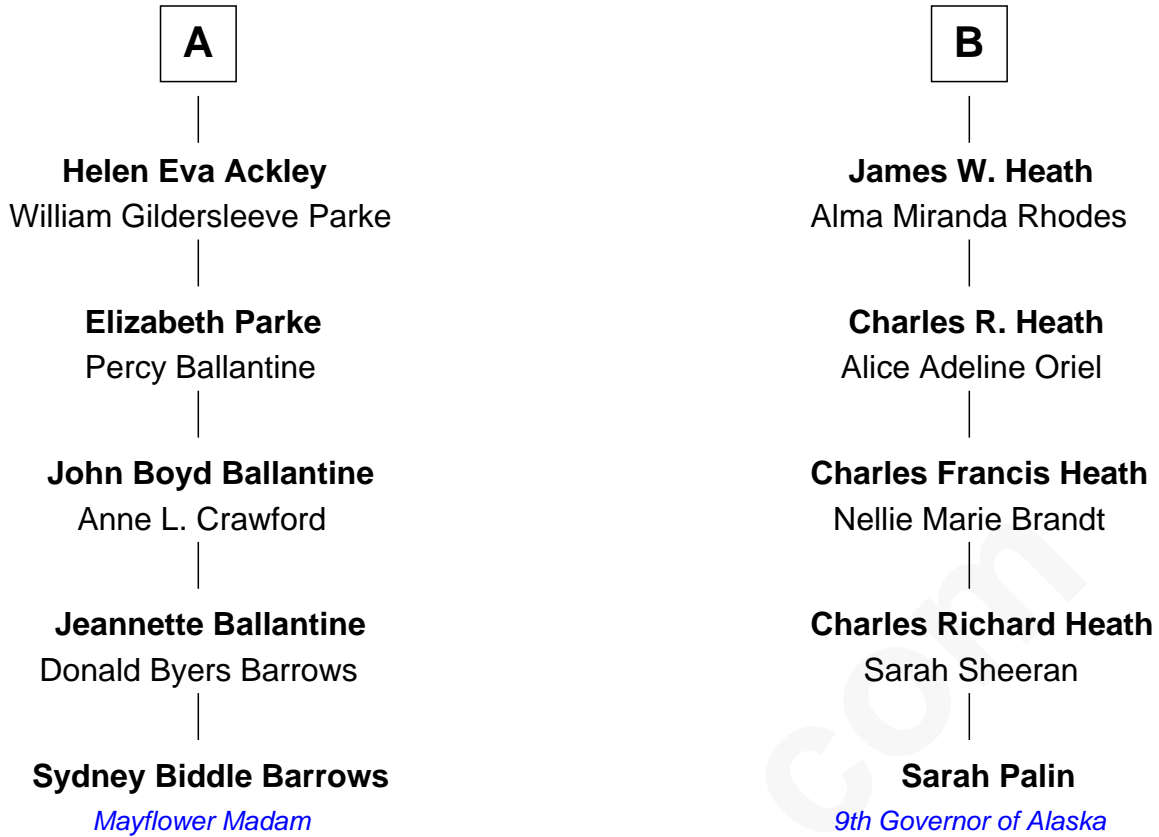 A
Helen Eva Ackley
William Gildersleeve Parke
Elizabeth Parke
Percy Ballantine
John Boyd Ballantine
Anne L. Crawford
Jeannette Ballantine
Donald Byers Barrows
Sydney Biddle Barrows
Mayflower Madam
B
James W. Heath
Alma Miranda Rhodes
Charles R. Heath
Alice Adeline Oriel
Charles Francis Heath
Nellie Marie Brandt
Charles Richard Heath
Sarah Sheeran
Sarah Palin
9th Governor of Alaska
com